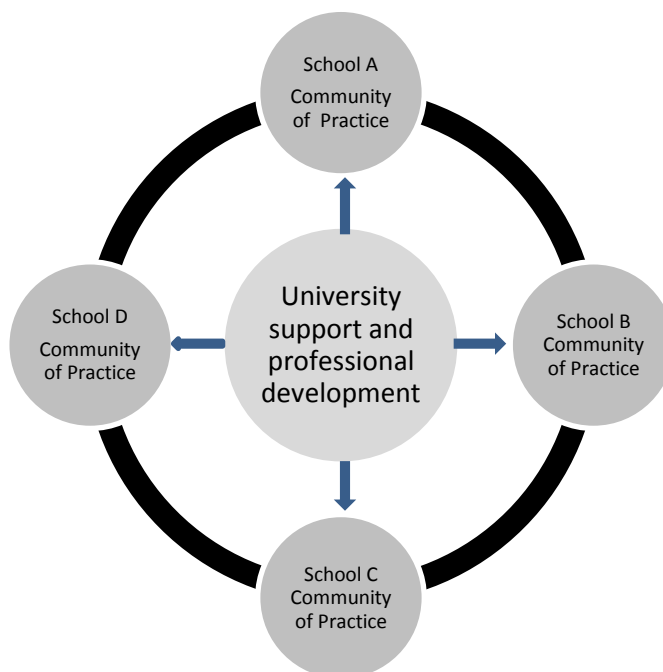 School A
Community
of Practice
University
support and
professional
development
School D
Community
of Practice
School B
Community
of Practice
School C
Community
of Practice